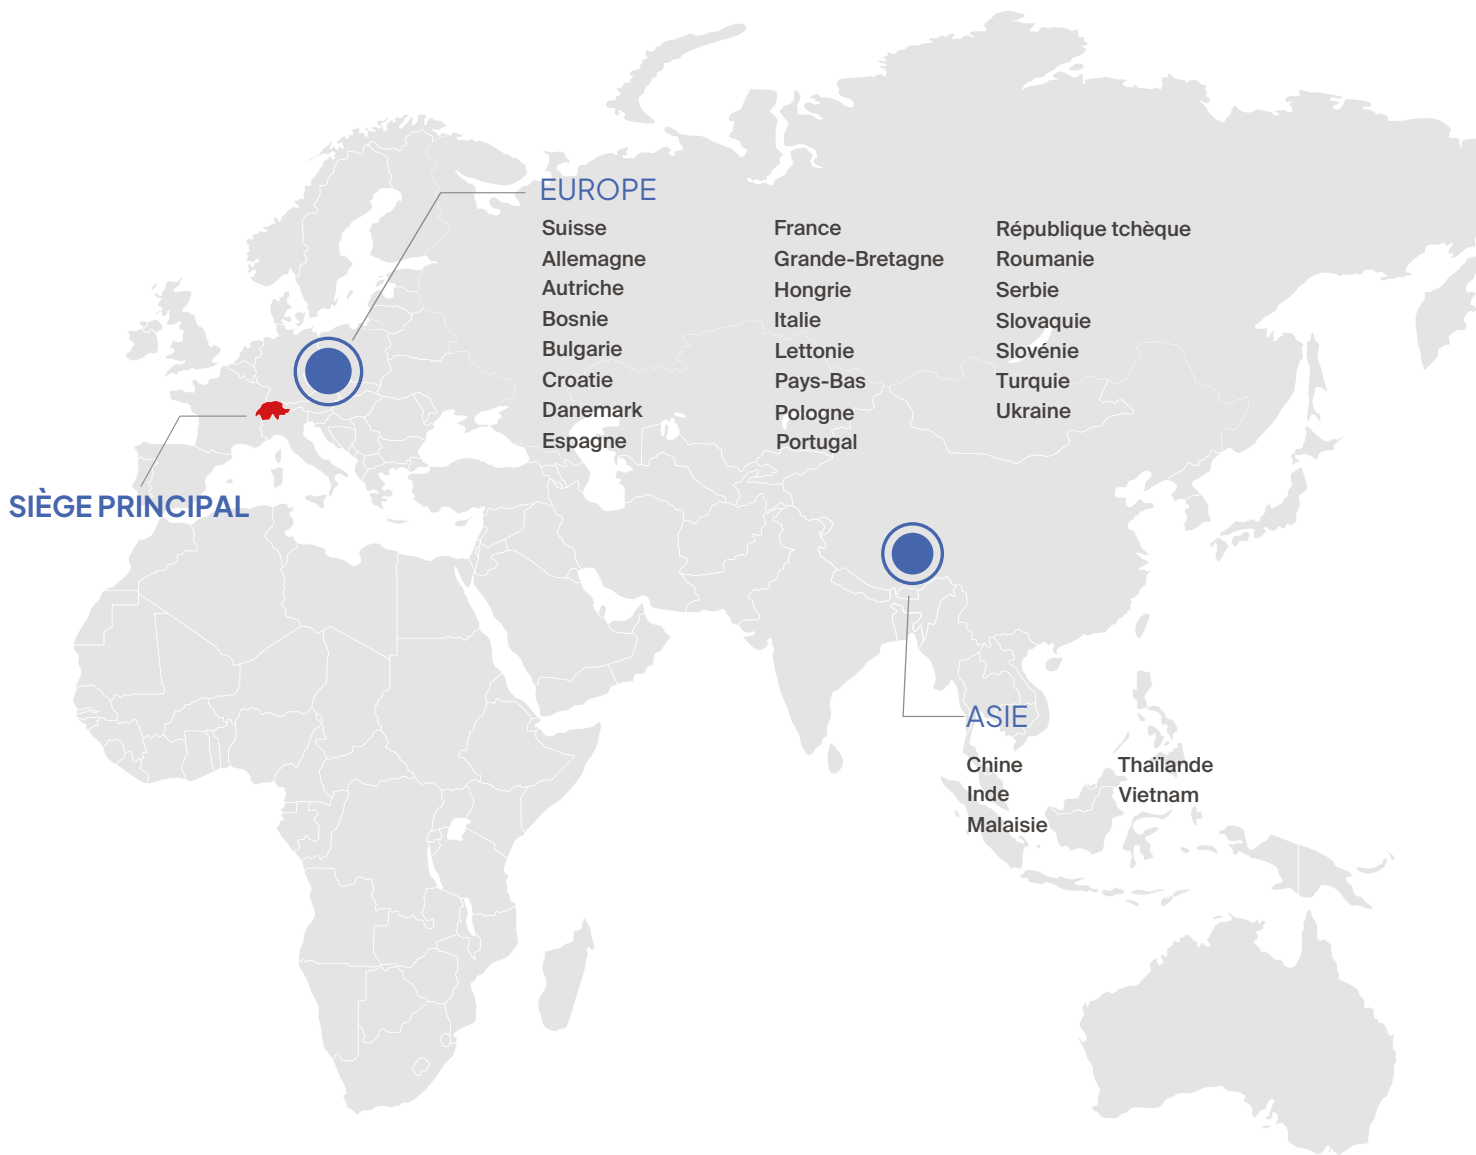 EUROPE
Suisse
Allemagne
Autriche
Bosnie
Bulgarie
Croatie
Danemark
Espagne
France
Grande-Bretagne
Hongrie
Italie
Lettonie
Pays-Bas
Pologne
Portugal
République tchèque
Roumanie
Serbie
Slovaquie
Slovénie
Turquie
Ukraine
SIÈGE PRINCIPAL
ASIE
Chine
Inde
Malaisie
Thaïlande
Vietnam